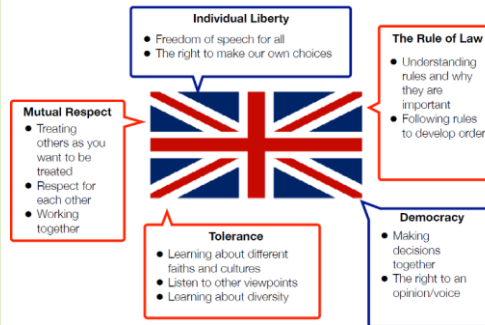 Individual Liberty
● Freedom of speech for all
● The right to make our own choices
The Rule of Law
● Understanding
rules and why
they are
important
● Following rules
to develop order
Mutual Respect
● Treating
others as you
want to be
treated
● Respect for
each other
● Working
together
Tolerance
● Learning about different
faiths and cultures
● Listen to other viewpoints
● Learning about diversity
Democracy
● Making
decisions
together
● The right to an
opinion/voice